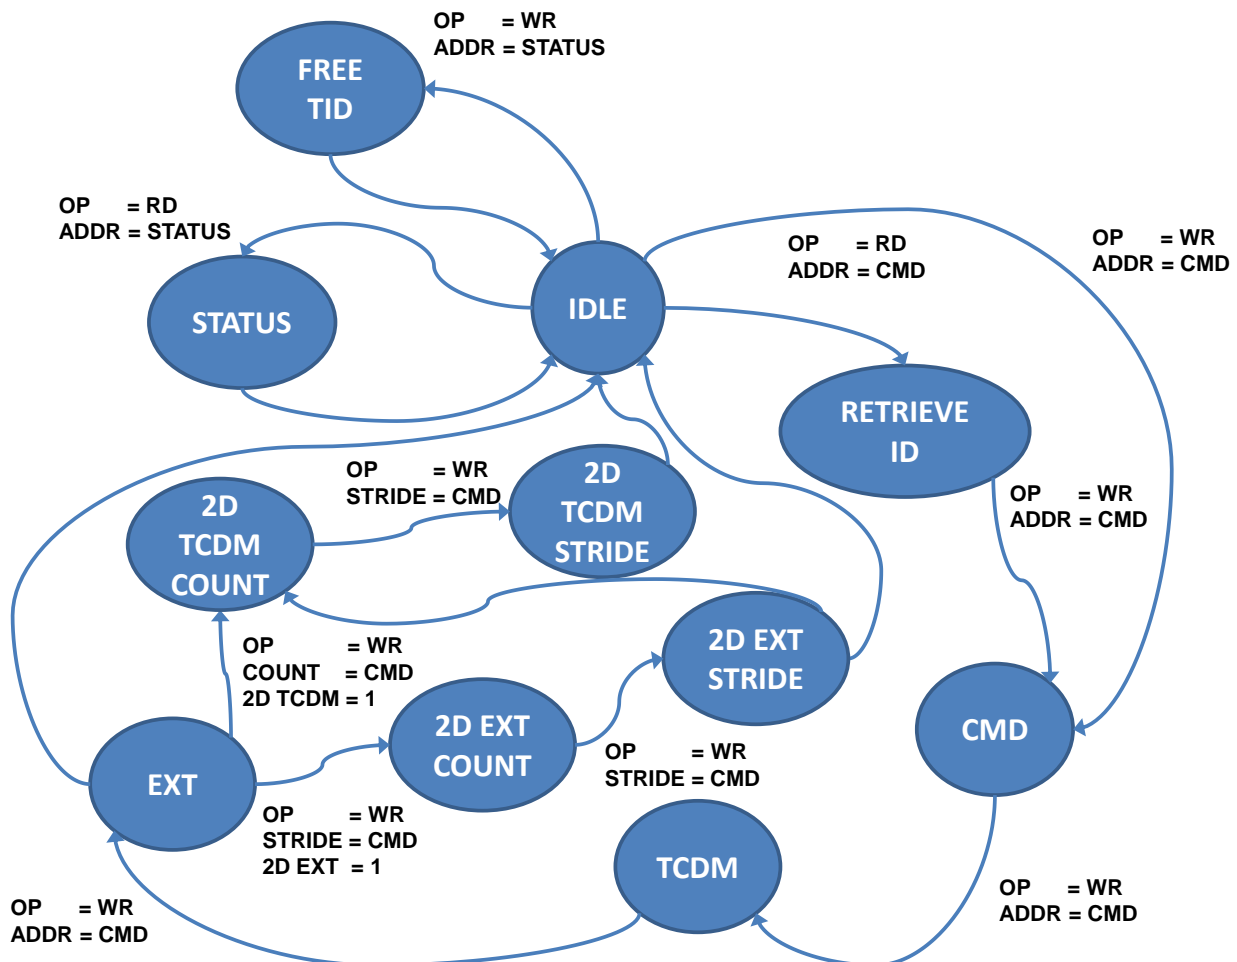 OP = WR
ADDR = STATUS
FREE
TID
OP = RD
ADDR = STATUS
OP = RD
ADDR = CMD
OP = WR
ADDR = CMD
IDLE
STATUS
RETRIEVE
ID
OP = WR
STRIDE = CMD
2D
TCDM
STRIDE
2D
TCDM
COUNT
OP = WR
ADDR = CMD
OP = WR
COUNT = CMD
2D TCDM = 1
2D EXT
STRIDE
2D EXT
COUNT
CMD
OP = WR
STRIDE = CMD
EXT
OP = WR
STRIDE = CMD
2D EXT = 1
TCDM
OP = WR
ADDR = CMD
OP = WR
ADDR = CMD